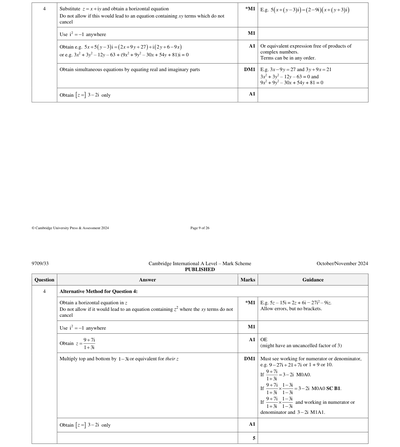 4
Substitute z = x+iy and obtain a horizontal equation
Do not allow if this would lead to an equation containing xy terms which do not
cancel
*M1
E.g. 5(x+(y−3)i)=(2−9i)(x+(y+3)i)
Use i² = −1 anywhere
M1
Obtain e.g. 5x+5(y−3)i=(2x+9y+27)+i(2y+6−9x)
or e.g. 3x²+3y²−12y−63+(9x²+9y²−30x+54y+81)i=0
A1
Or equivalent expression free of products of
complex numbers.
Terms can be in any order.
Obtain simultaneous equations by equating real and imaginary parts
DM1
E.g. 3x−9y=27 and 3y+9x=21
3x²+3y²−12y−63=0 and
9x²+9y²−30x+54y+81=0
Obtain [z=] 3−2i only
A1
© Cambridge University Press & Assessment 2024
Page 9 of 26
9709/33
Cambridge International A Level – Mark Scheme
PUBLISHED
October/November 2024
Question
Answer
Marks
Guidance
4
Alternative Method for Question 4:
Obtain a horizontal equation in z
Do not allow if it would lead to an equation containing z² where the xy terms do not
cancel
*M1
E.g. 5z−15i=2z+6i−27i²−9iz
Allow errors, but no brackets.
Use i² = −1 anywhere
M1
Obtain z = (9+7i)/(1+3i)
A1
OE
(might have an uncancelled factor of 3)
Multiply top and bottom by 1−3i or equivalent for their z
DM1
Must see working for numerator or denominator,
e.g. 9−27i+21+7i or 1+9 or 10.
If (9+7i)/(1+3i) = 3−2i M0A0.
If (9+7i)/(1+3i) × (1−3i)/(1−3i) = 3−2i M0A0 SC B1.
If (9+7i)/(1+3i) × (1−3i)/(1−3i) and working in numerator or
denominator and 3−2i M1A1.
Obtain [z=] 3−2i only
A1
5